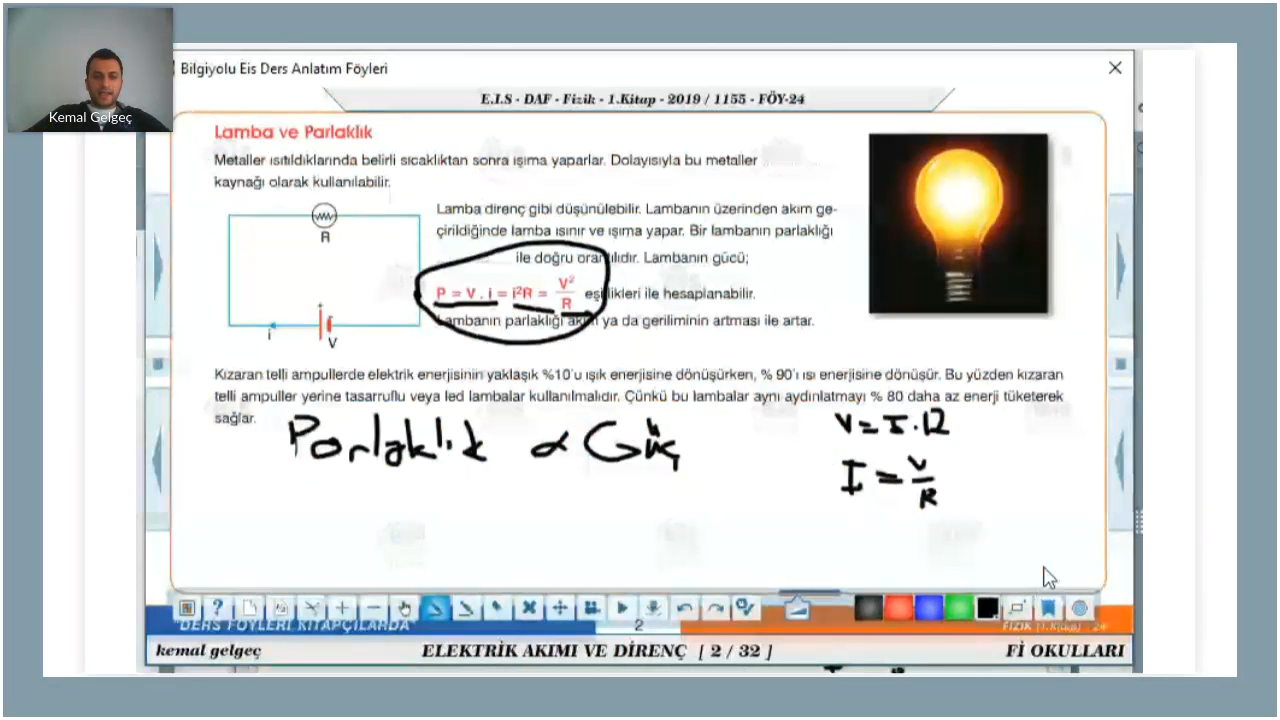 Kemal Gelgeç
Bilgiyolu Eis Ders Anlatım Föyleri
E.I.S - DAF - Fizik - 1.Kitap - 2019 / 1155 - FÖY-24
Lamba ve Parlaklık
Metaller ısıtıldıklarında belirli sıcaklıktan sonra ışıma yaparlar. Dolayısıyla bu metaller
kaynağı olarak kullanılabilir.
R
i
V
Lamba direnç gibi düşünülebilir. Lambanın üzerinden akım ge-
çirildiğinde lamba ısınır ve ışıma yapar. Bir lambanın parlaklığı
ile doğru orantılıdır. Lambanın gücü;
P = V . i = i²R = V²/R eşitlikleri ile hesaplanabilir.
Lambanın parlaklığı akım ya da geriliminin artması ile artar.
Kızaran telli ampullerde elektrik enerjisinin yaklaşık %10'u ışık enerjisine dönüşürken, % 90'ı ısı enerjisine dönüşür. Bu yüzden kızaran
telli ampuller yerine tasarruflu veya led lambalar kullanılmalıdır. Çünkü bu lambalar aynı aydınlatmayı % 80 daha az enerji tüketerek
sağlar.
Parlaklık ∝ Güç
V = I . R
I = V/R
"DERS FÖYLERİ KİTAPÇILARDA"
2
FİZİK (1.Kitap) - 24
kemal gelgeç
ELEKTRİK AKIMI VE DİRENÇ [ 2 / 32 ]
Fİ OKULLARI